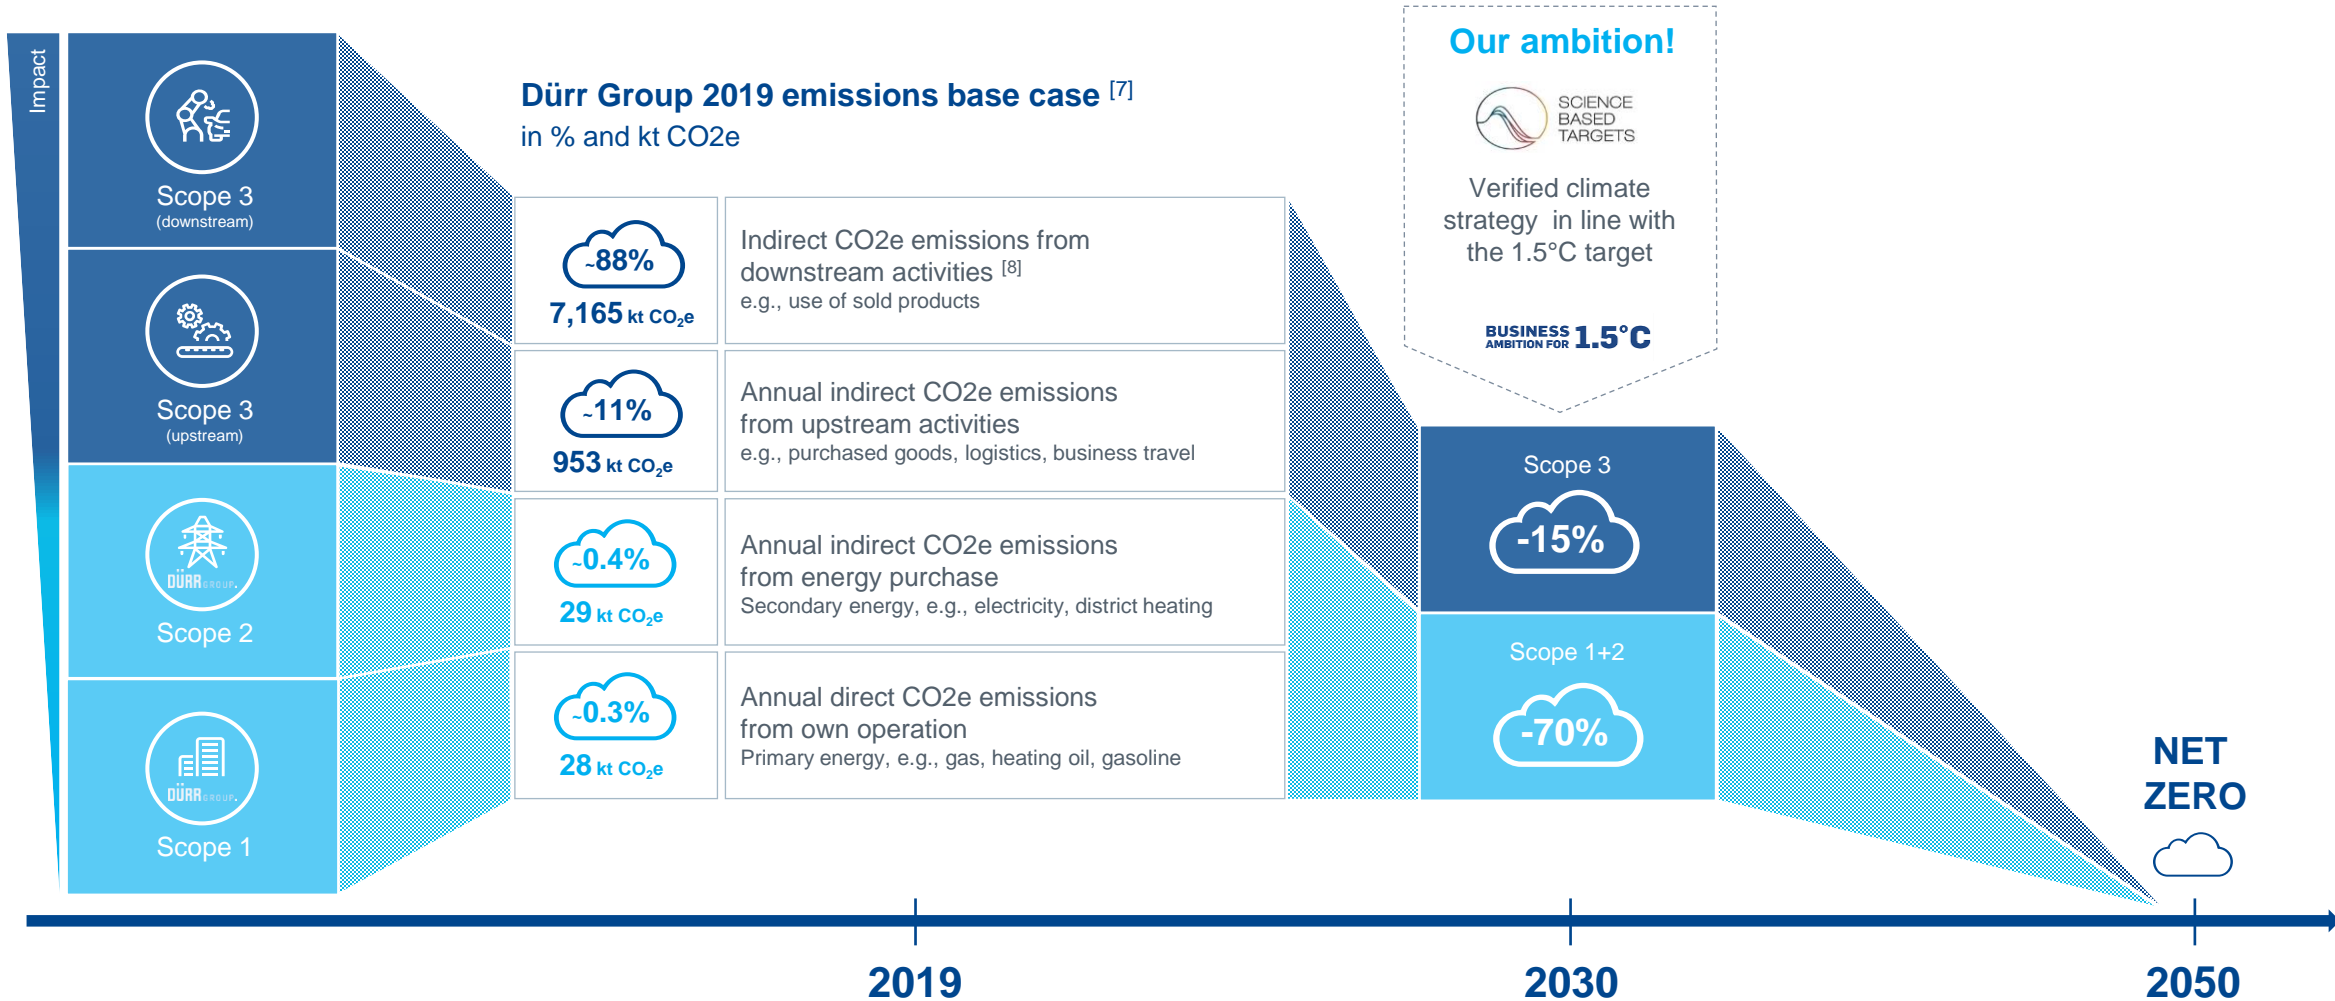 Impact
Scope 3
(downstream)
Scope 3
(upstream)
DÜRR GROUP.
Scope 2
DÜRR GROUP.
Scope 1
Dürr Group 2019 emissions base case [7]
in % and kt CO2e
~88%
7,165 kt CO₂e
Indirect CO2e emissions from
downstream activities [8]
e.g., use of sold products
~11%
953 kt CO₂e
Annual indirect CO2e emissions
from upstream activities
e.g., purchased goods, logistics, business travel
~0.4%
29 kt CO₂e
Annual indirect CO2e emissions
from energy purchase
Secondary energy, e.g., electricity, district heating
~0.3%
28 kt CO₂e
Annual direct CO2e emissions
from own operation
Primary energy, e.g., gas, heating oil, gasoline
Our ambition!
SCIENCE
BASED
TARGETS
Verified climate
strategy in line with
the 1.5°C target
BUSINESS
AMBITION FOR 1.5°C
Scope 3
-15%
Scope 1+2
-70%
NET
ZERO
2019
2030
2050